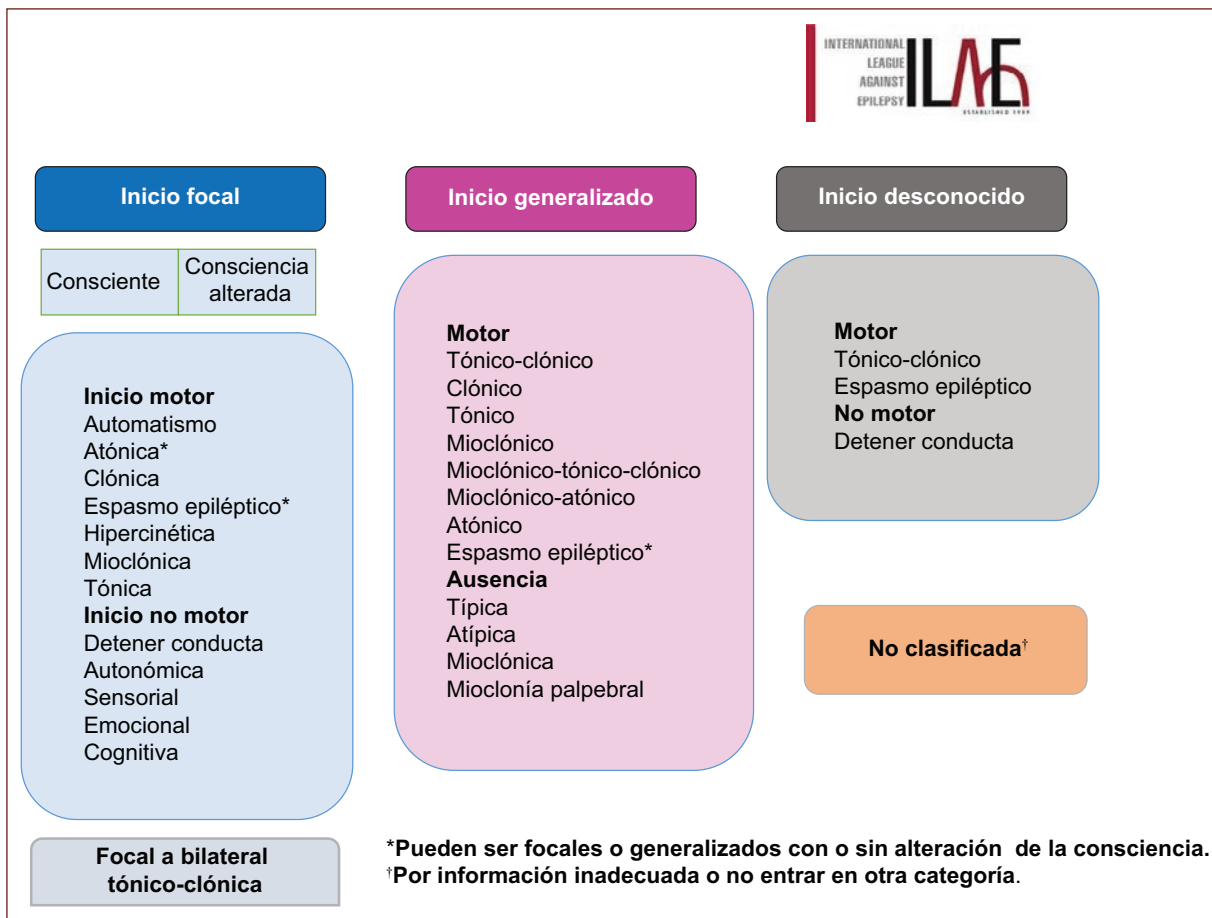 INTERNATIONAL
LEAGUE
AGAINST
EPILEPSY
ILAE
ESTABLISHED 1909
Inicio focal
Consciente
Consciencia
alterada
Inicio motor
Automatismo
Atónica*
Clónica
Espasmo epiléptico*
Hipercinética
Mioclónica
Tónica
Inicio no motor
Detener conducta
Autonómica
Sensorial
Emocional
Cognitiva
Focal a bilateral
tónico-clónica
Inicio generalizado
Motor
Tónico-clónico
Clónico
Tónico
Mioclónico
Mioclónico-tónico-clónico
Mioclónico-atónico
Atónico
Espasmo epiléptico*
Ausencia
Típica
Atípica
Mioclónica
Mioclonía palpebral
Inicio desconocido
Motor
Tónico-clónico
Espasmo epiléptico
No motor
Detener conducta
No clasificada†
*Pueden ser focales o generalizados con o sin alteración de la consciencia.
†Por información inadecuada o no entrar en otra categoría.